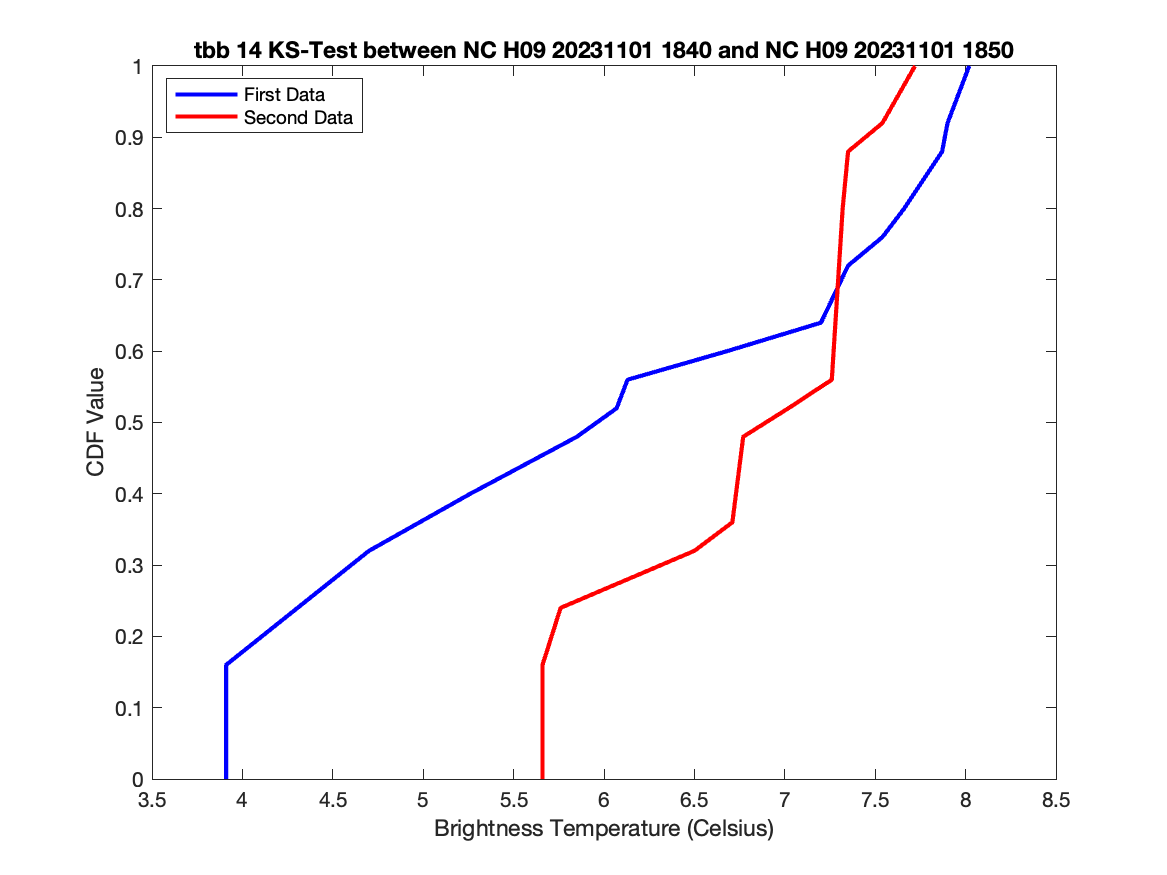 tbb 14 KS-Test between NC H09 20231101 1840 and NC H09 20231101 1850
First Data
Second Data
1
0.9
0.8
0.7
0.6
0.5
0.4
0.3
0.2
0.1
0
CDF Value
3.5 4 4.5 5 5.5 6 6.5 7 7.5 8 8.5
Brightness Temperature (Celsius)